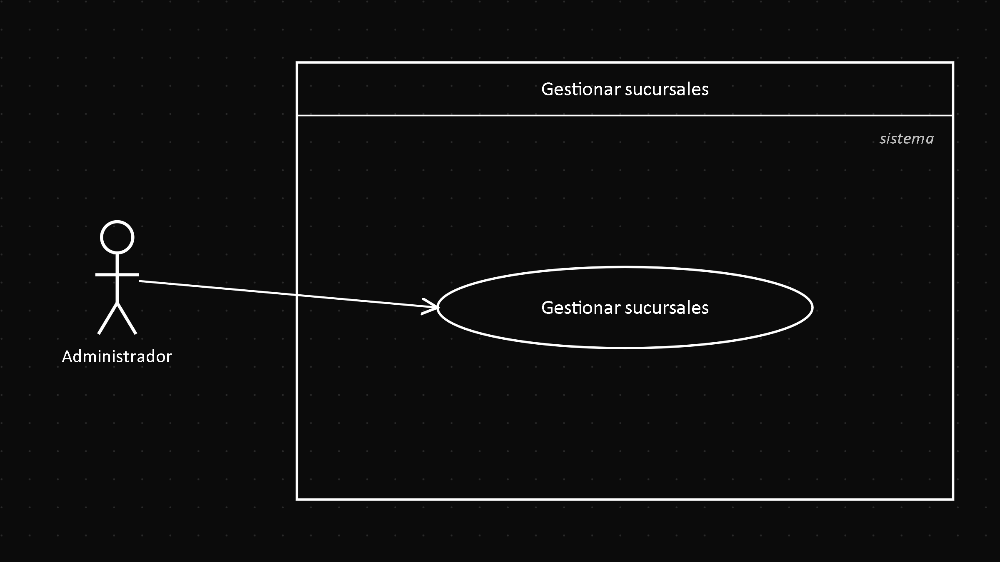 Gestionar sucursales
sistema
Gestionar sucursales
Administrador